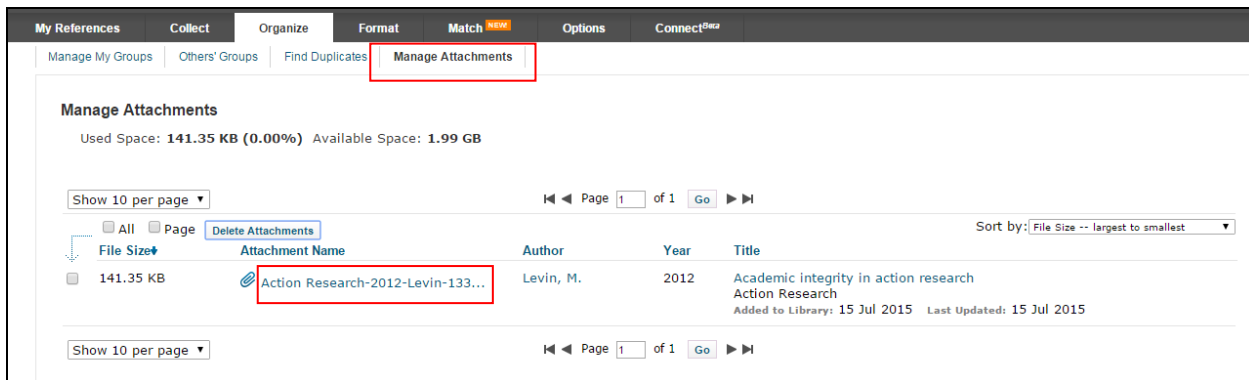 My References Collect Organize Format Match NEW Options Connect Beta
Manage My Groups Others' Groups Find Duplicates Manage Attachments
Manage Attachments
Used Space: 141.35 KB (0.00%) Available Space: 1.99 GB
Show 10 per page ▼ Page 1 of 1 Go
All Page Delete Attachments Sort by: File Size -- largest to smallest ▼
File Size Attachment Name Author Year Title
141.35 KB Action Research-2012-Levin-133... Levin, M. 2012 Academic integrity in action research
Action Research
Added to Library: 15 Jul 2015 Last Updated: 15 Jul 2015
Show 10 per page ▼ Page 1 of 1 Go